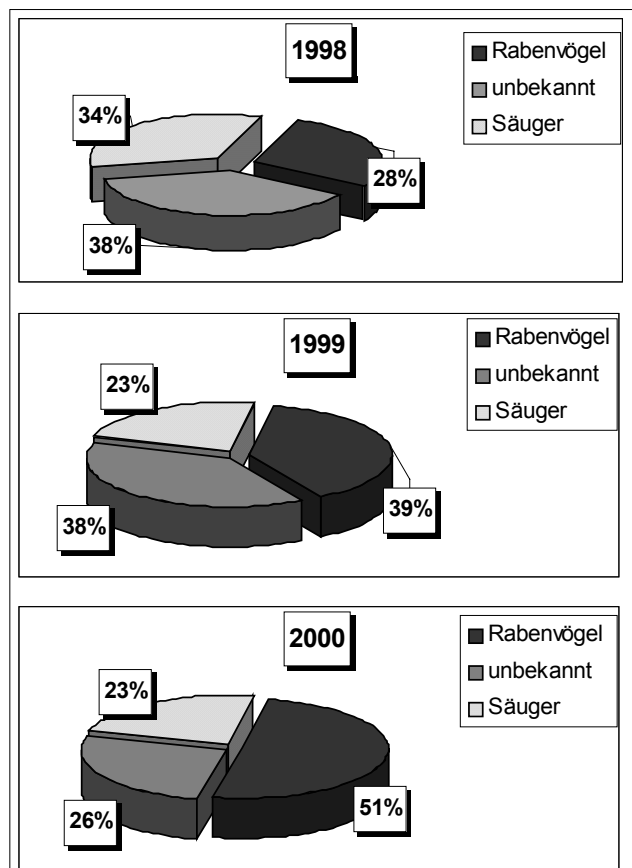 1998
Rabenvögel
unbekannt
Säuger
34%
28%
38%
1999
Rabenvögel
unbekannt
Säuger
23%
39%
38%
2000
Rabenvögel
unbekannt
Säuger
23%
51%
26%